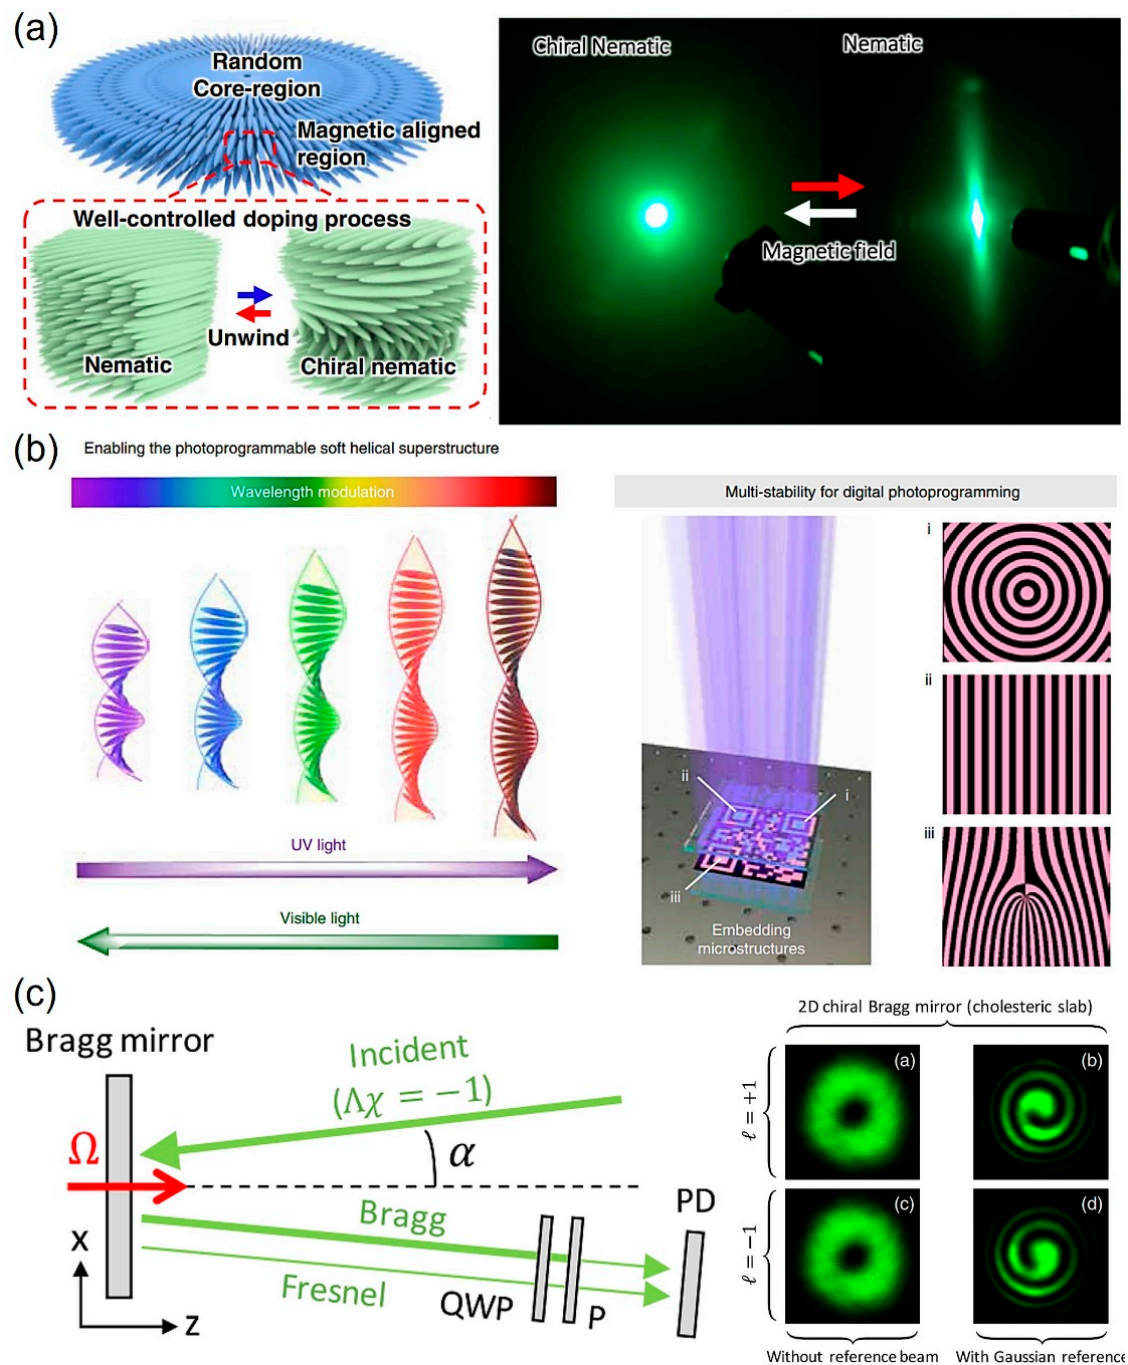 (a)
Random
Core-region
Magnetic aligned
region
Well-controlled doping process
Unwind
Nematic
Chiral nematic
Chiral Nematic
Nematic
Magnetic field
(b)
Enabling the photoprogrammable soft helical superstructure
Wavelength modulation
UV light
Visible light
Multi-stability for digital photoprogramming
ii
i
iii
Embedding
microstructures
i
ii
iii
(c)
Bragg mirror
Incident
(Λχ = −1)
Ω
α
Bragg
Fresnel
QWP
P
PD
X
Z
2D chiral Bragg mirror (cholesteric slab)
ℓ = +1
(a)
(b)
ℓ = −1
(c)
(d)
Without reference beam
With Gaussian reference